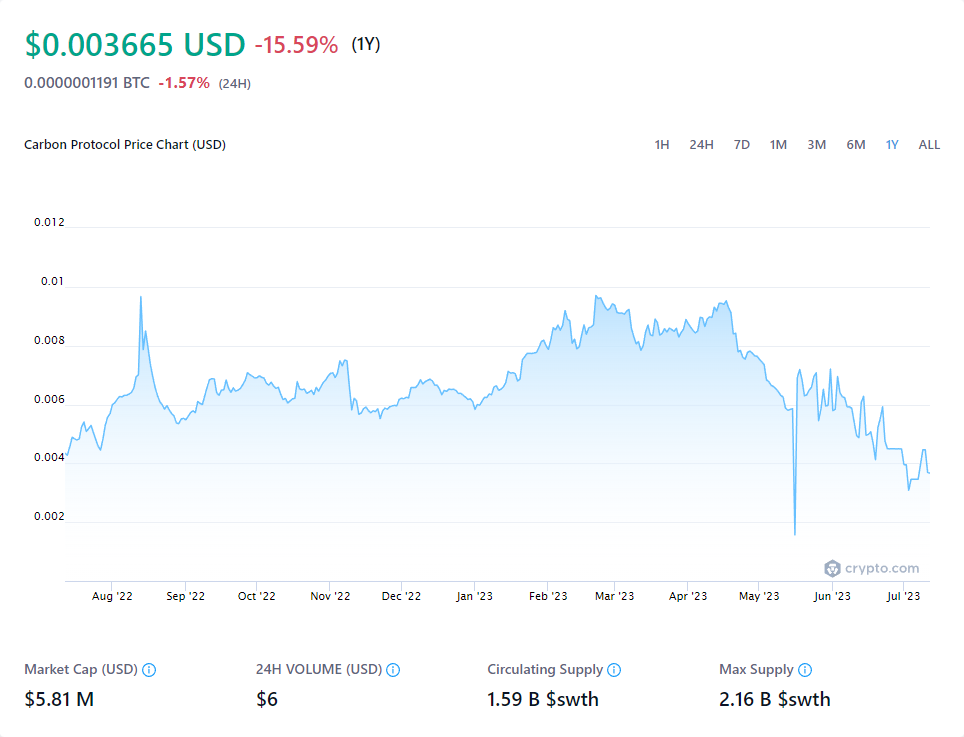 $0.003665 USD -15.59% (1Y)
0.0000001191 BTC -1.57% (24H)
Carbon Protocol Price Chart (USD) 1H 24H 7D 1M 3M 6M 1Y ALL
0.012
0.01
0.008
0.006
0.004
0.002
crypto.com
Aug '22 Sep '22 Oct '22 Nov '22 Dec '22 Jan '23 Feb '23 Mar '23 Apr '23 May '23 Jun '23 Jul '23
Market Cap (USD) 24H VOLUME (USD) Circulating Supply Max Supply
$5.81 M $6 1.59 B $swth 2.16 B $swth